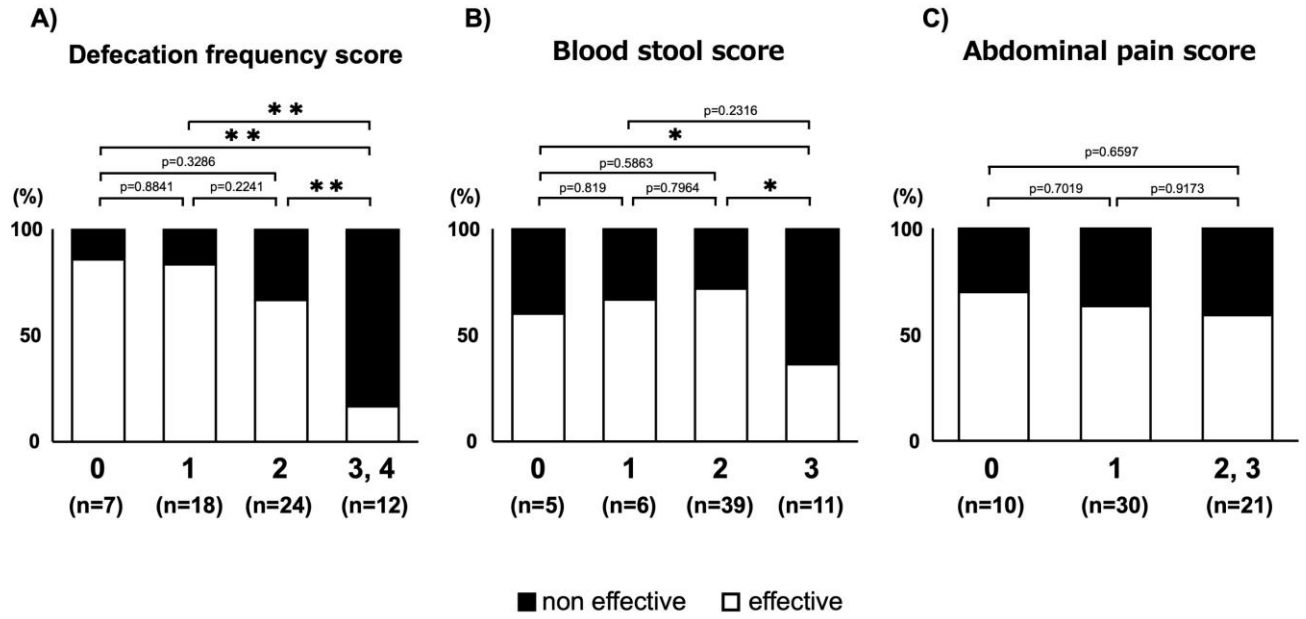 A)
Defecation frequency score
**
**
p=0.3286
p=0.8841 p=0.2241 **
(%)
100
50
0
0 1 2 3, 4
(n=7) (n=18) (n=24) (n=12)
B)
Blood stool score
p=0.2316
*
p=0.5863
p=0.819 p=0.7964 *
(%)
100
50
0
0 1 2 3
(n=5) (n=6) (n=39) (n=11)
C)
Abdominal pain score
p=0.6597
p=0.7019 p=0.9173
(%)
100
50
0
0 1 2, 3
(n=10) (n=30) (n=21)
non effective effective